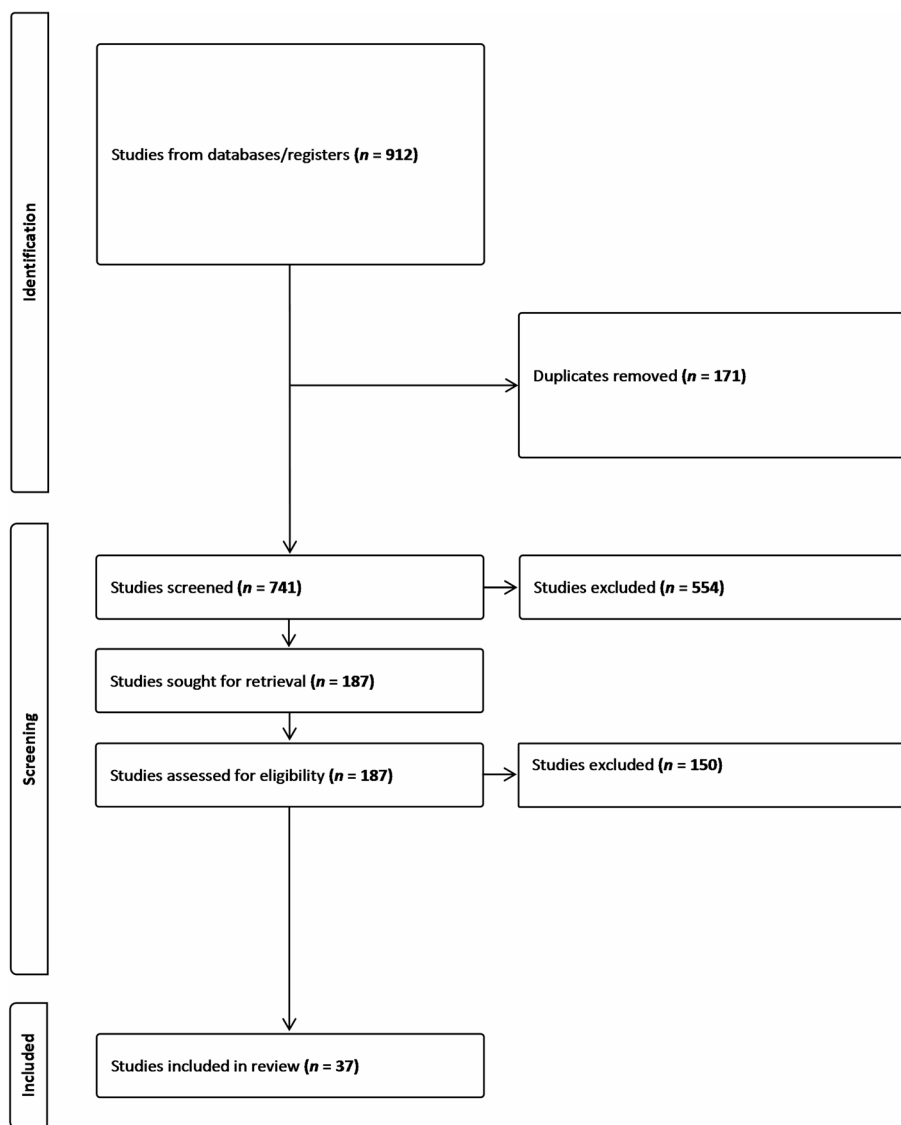 Identification
Studies from databases/registers (n = 912)
Duplicates removed (n = 171)
Screening
Studies screened (n = 741)
Studies excluded (n = 554)
Studies sought for retrieval (n = 187)
Studies assessed for eligibility (n = 187)
Studies excluded (n = 150)
Included
Studies included in review (n = 37)